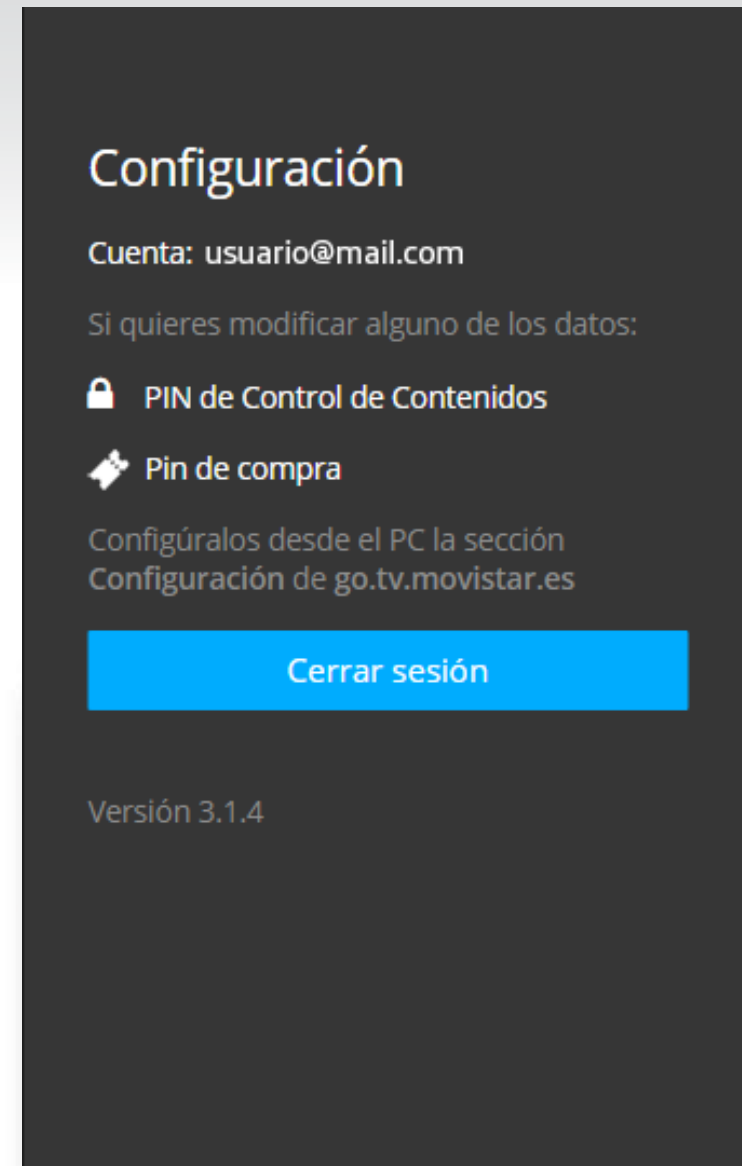 Configuración
Cuenta: usuario@mail.com
Si quieres modificar alguno de los datos:
PIN de Control de Contenidos
Pin de compra
Configúralos desde el PC la sección
Configuración de go.tv.movistar.es
Cerrar sesión
Versión 3.1.4